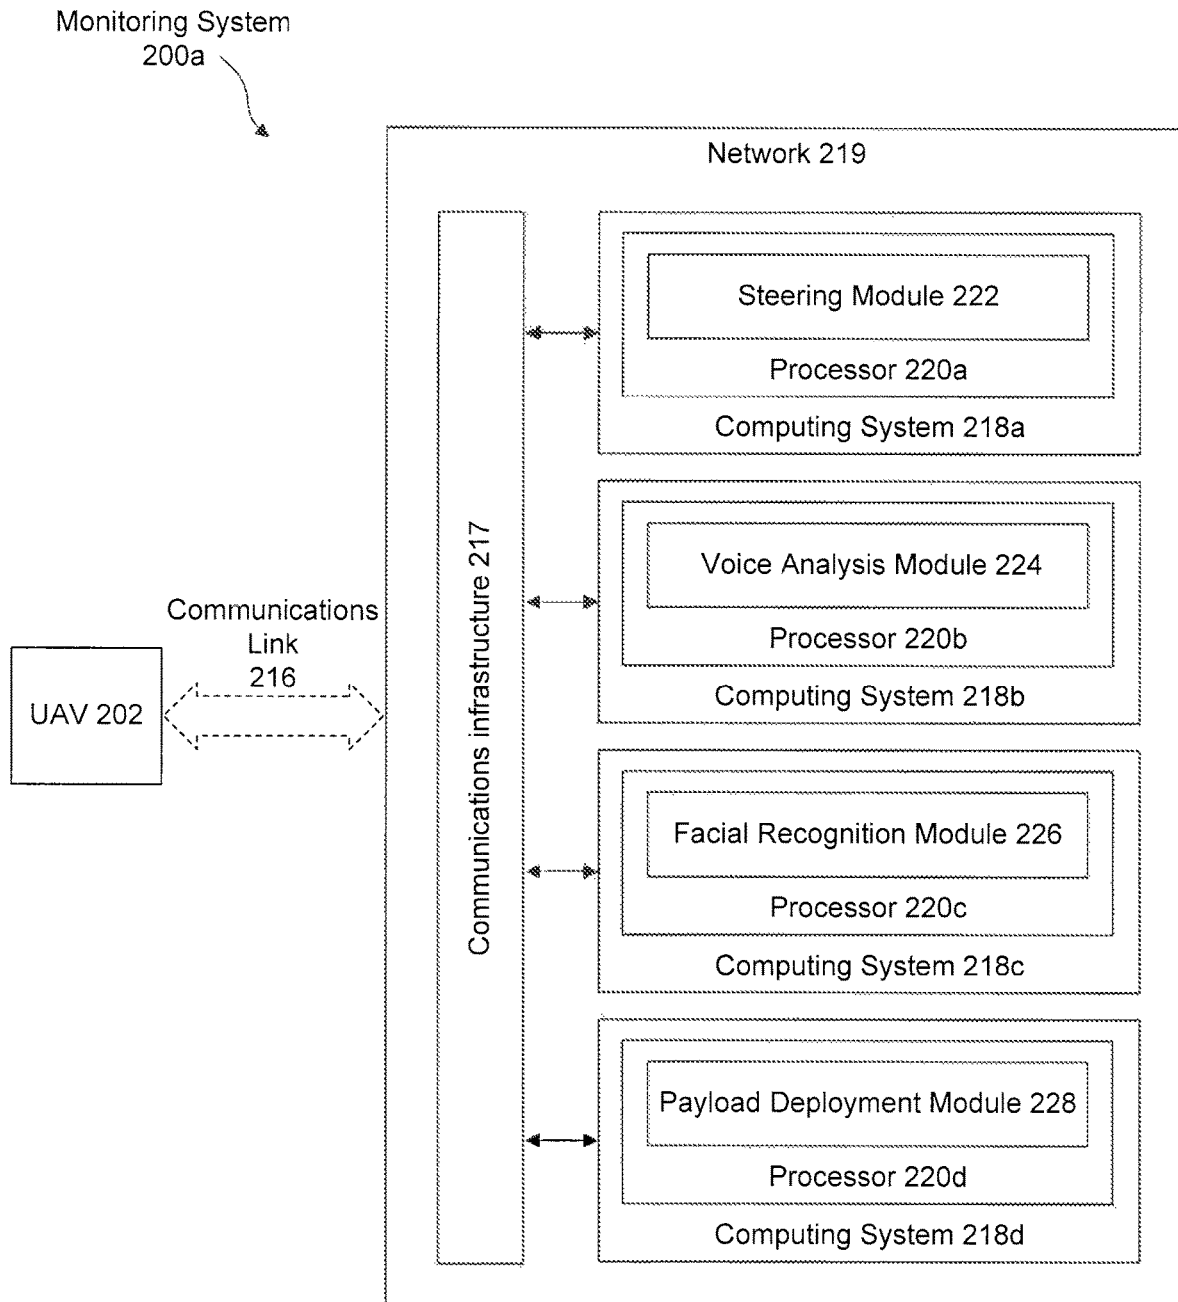 Monitoring System
200a
Network 219
Steering Module 222
Processor 220a
Computing System 218a
Voice Analysis Module 224
Processor 220b
Computing System 218b
Communications infrastructure 217
Communications
Link
216
UAV 202
Facial Recognition Module 226
Processor 220c
Computing System 218c
Payload Deployment Module 228
Processor 220d
Computing System 218d